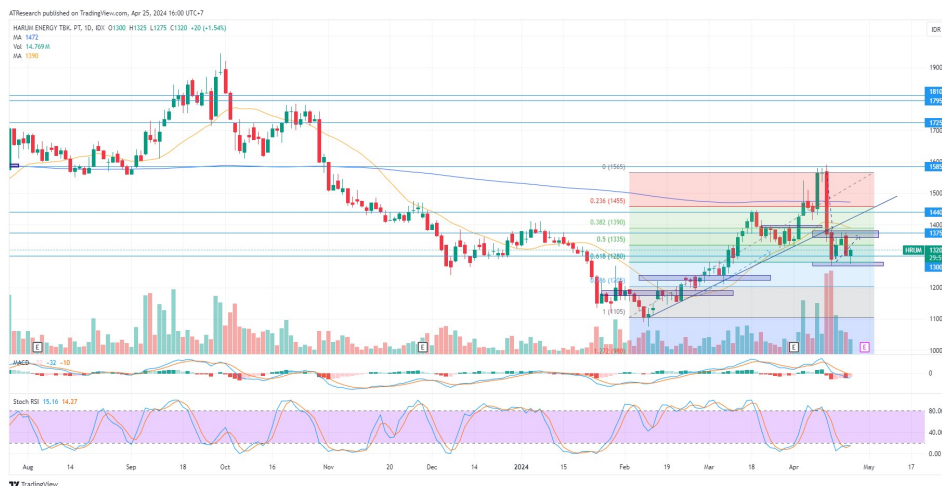 ATResearch published on TradingView.com, Apr 25, 2024 16:00 UTC+7
HARUM ENERGY TBK. PT, 1D, IDX O1300 H1325 L1275 C1320 +20 (+1.54%)
IDR
MA 1472
Vol 14.769M
MA 1390
1900
1810
1795
1725
1700
1600
1585
0 (1565)
0.236 (1455)
1440
1400
0.382 (1390)
1375
0.5 (1335)
HRUM 1320
0.618 (1280)
1300
1200
1 (1105)
1100
1000
E
E
E
E
MACD -32 -10
0
Stoch RSI 15.16 14.27
80.00
40.00
0.00
Aug 14 Sep 18 Oct 16 Nov 20 Dec 14 2024 15 Feb 19 Mar 18 Apr May 17
TradingView